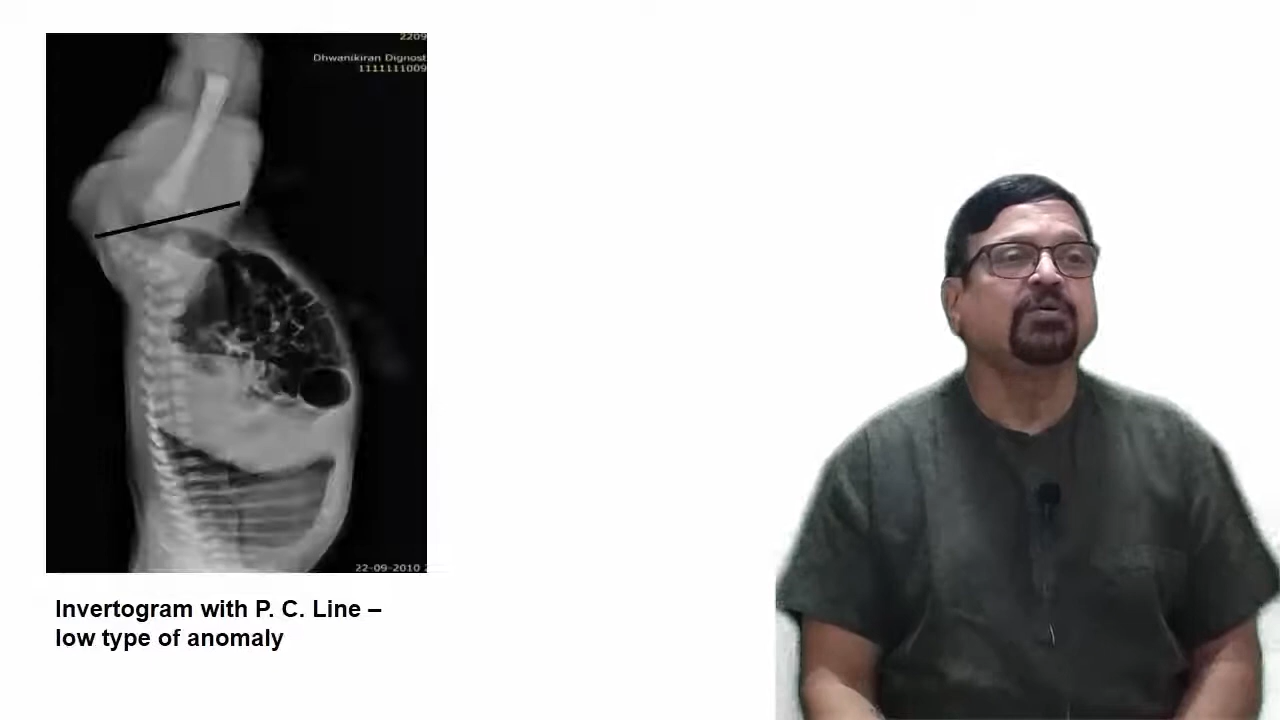 2209
Dhwanikiran Dignost
1111111009
22-09-2010
Invertogram with P. C. Line –
low type of anomaly